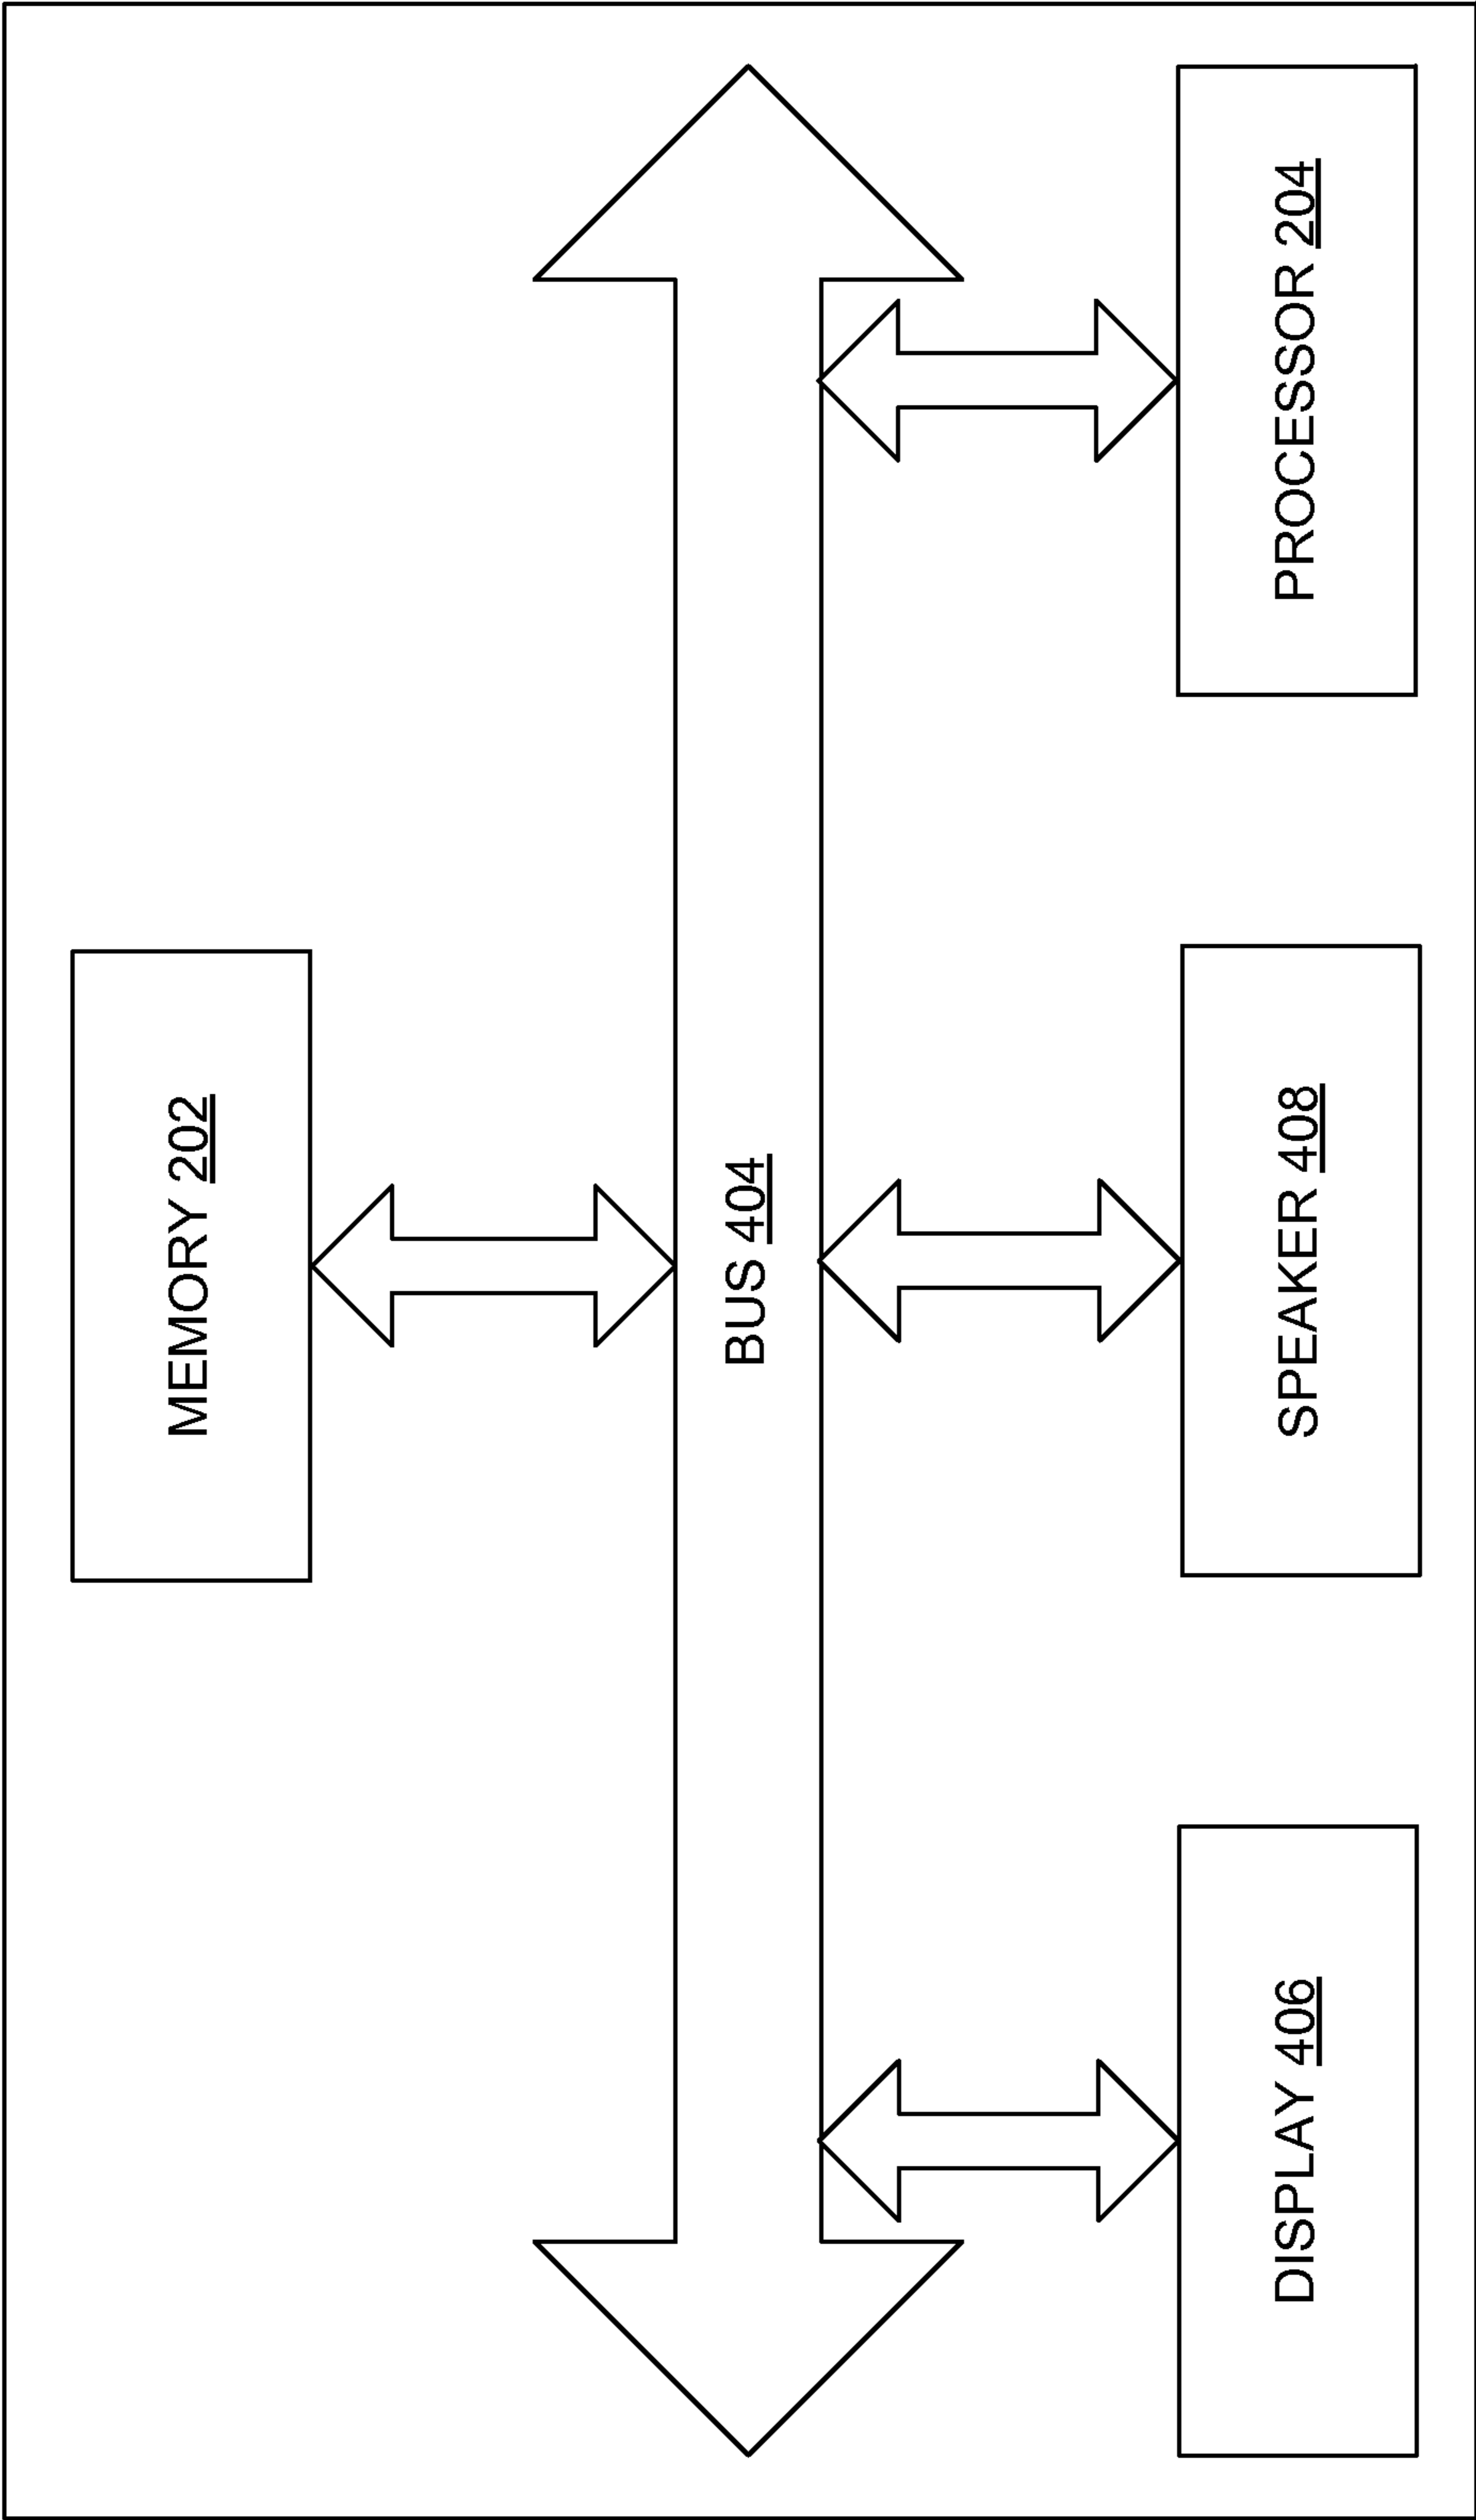 MEMORY 202
BUS 404
DISPLAY 406
SPEAKER 408
PROCESSOR 204